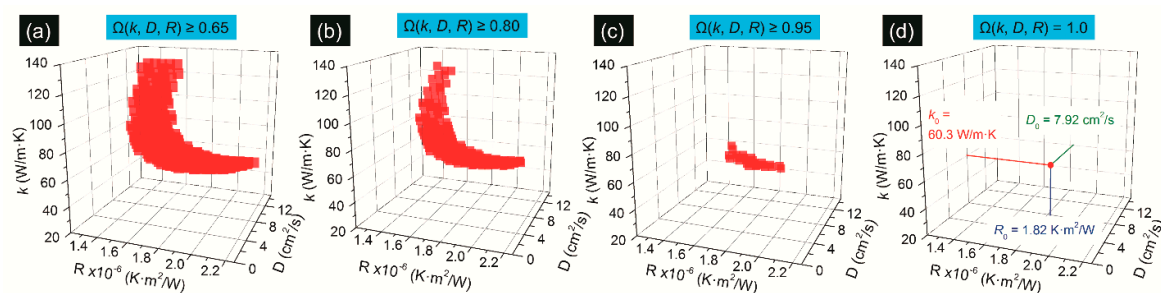 (a)
Ω(k, D, R) ≥ 0.65
140
120
100
80
60
40
20
k (W/m·K)
1.4
1.6
1.8
2.0
2.2
R x10⁻⁶ (K·m²/W)
0
4
8
12
D (cm²/s)
(b)
Ω(k, D, R) ≥ 0.80
140
120
100
80
60
40
20
k (W/m·K)
1.4
1.6
1.8
2.0
2.2
R x10⁻⁶ (K·m²/W)
0
4
8
12
D (cm²/s)
(c)
Ω(k, D, R) ≥ 0.95
140
120
100
80
60
40
20
k (W/m·K)
1.4
1.6
1.8
2.0
2.2
R x10⁻⁶ (K·m²/W)
0
4
8
12
D (cm²/s)
(d)
Ω(k, D, R) = 1.0
140
120
100
80
60
40
20
k (W/m·K)
k₀ =
60.3 W/m·K
D₀ = 7.92 cm²/s
R₀ = 1.82 K·m²/W
1.4
1.6
1.8
2.0
2.2
R x10⁻⁶ (K·m²/W)
0
4
8
12
D (cm²/s)